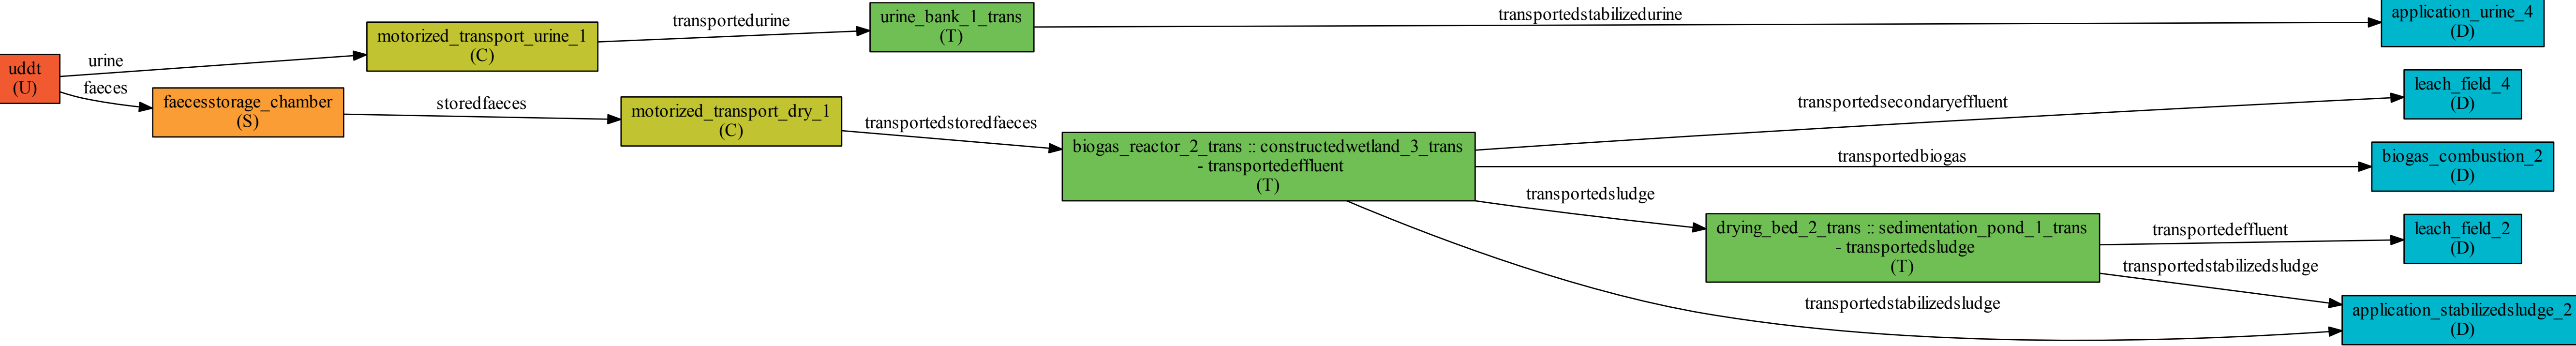 uddt
(U)
urine
faeces
motorized_transport_urine_1
(C)
faecesstorage_chamber
(S)
transportedurine
storedfaeces
urine_bank_1_trans
(T)
motorized_transport_dry_1
(C)
transportedstoredfaeces
transportedstabilizedurine
biogas_reactor_2_trans :: constructedwetland_3_trans
- transportedeffluent
(T)
transportedsecondaryeffluent
transportedbiogas
transportedsludge
transportedstabilizedsludge
drying_bed_2_trans :: sedimentation_pond_1_trans
- transportedsludge
(T)
transportedeffluent
transportedstabilizedsludge
application_urine_4
(D)
leach_field_4
(D)
biogas_combustion_2
(D)
leach_field_2
(D)
application_stabilizedsludge_2
(D)